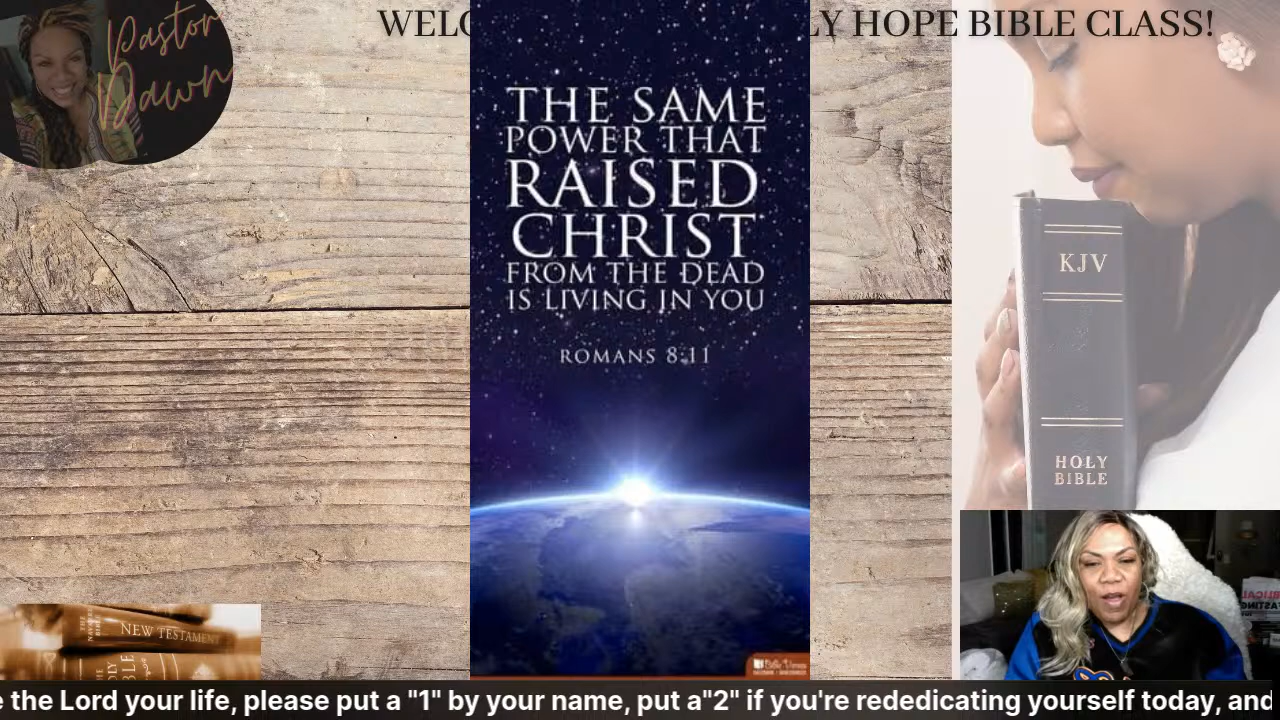 Pastor
Dawn
WELC
LY HOPE BIBLE CLASS!
THE SAME
POWER THAT
RAISED
CHRIST
FROM THE DEAD
IS LIVING IN YOU
ROMANS 8:11
KJV
HOLY
BIBLE
NEW TESTAMENT
Bible Verses
e the Lord your life, please put a "1" by your name, put a"2" if you're rededicating yourself today, and